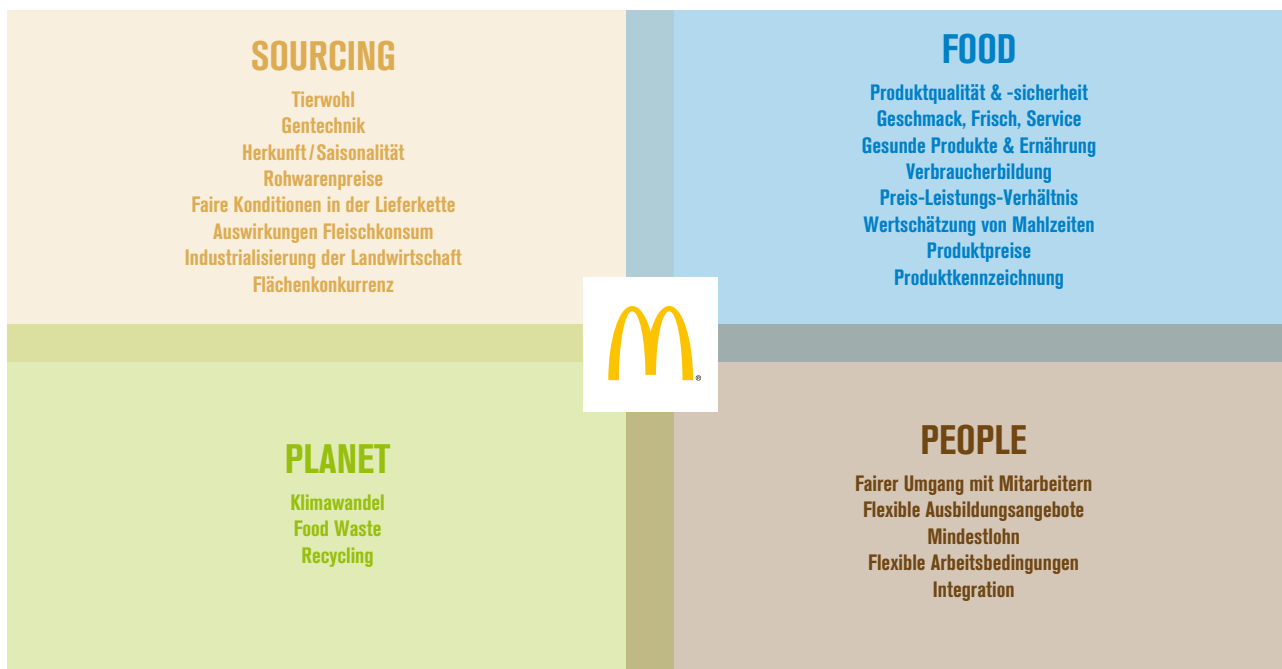 SOURCING
Tierwohl
Gentechnik
Herkunft/Saisonalität
Rohwarenpreise
Faire Konditionen in der Lieferkette
Auswirkungen Fleischkonsum
Industrialisierung der Landwirtschaft
Flächenkonkurrenz
FOOD
Produktqualität & -sicherheit
Geschmack, Frisch, Service
Gesunde Produkte & Ernährung
Verbraucherbildung
Preis-Leistungs-Verhältnis
Wertschätzung von Mahlzeiten
Produktpreise
Produktkennzeichnung
M®
PLANET
Klimawandel
Food Waste
Recycling
PEOPLE
Fairer Umgang mit Mitarbeitern
Flexible Ausbildungsangebote
Mindestlohn
Flexible Arbeitsbedingungen
Integration